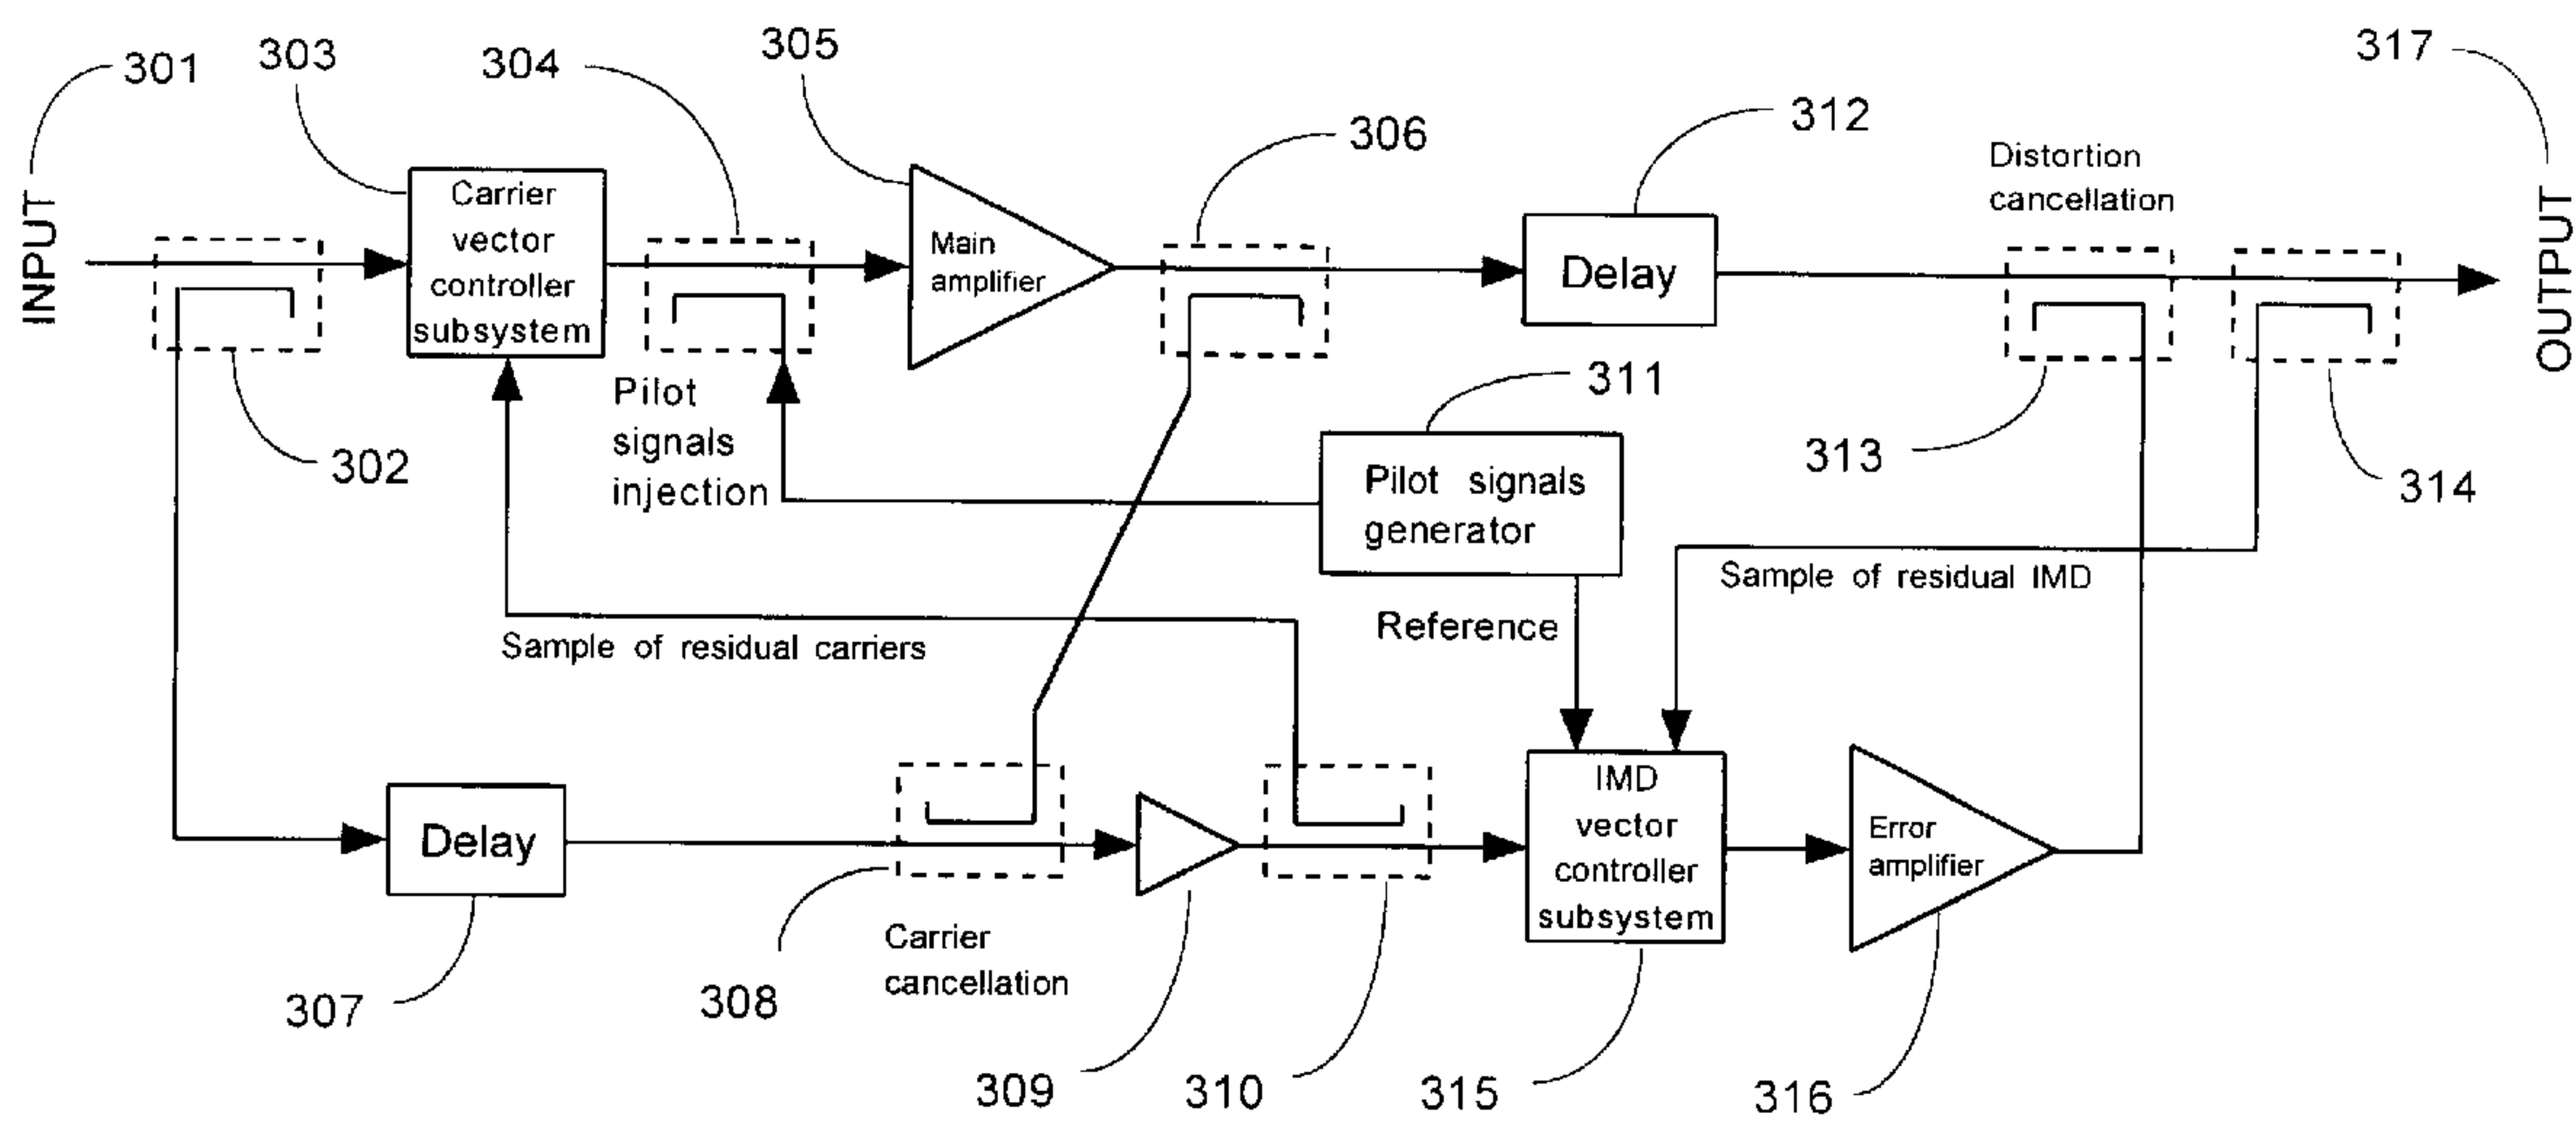 301
303
304
305
306
312
317
Distortion
cancellation
INPUT
Carrier
vector
controller
subsystem
Main
amplifier
Delay
OUTPUT
302
Pilot
signals
injection
311
Pilot signals
generator
313
314
Sample of residual IMD
Reference
Sample of residual carriers
Delay
IMD
vector
controller
subsystem
Error
amplifier
Carrier
cancellation
307
308
309
310
315
316